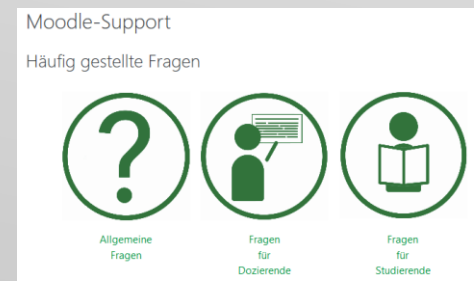 Moodle-Support
Häufig gestellte Fragen
?
Allgemeine
Fragen
Fragen
für
Dozierende
Fragen
für
Studierende